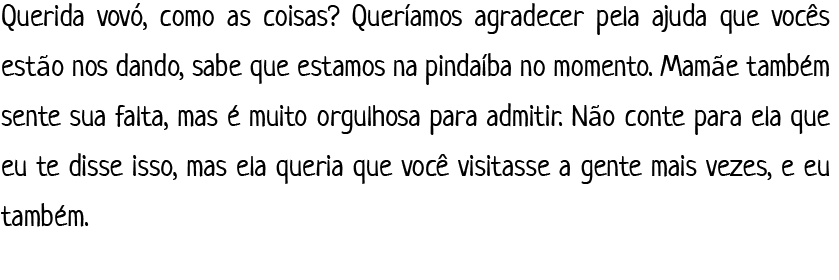 Querida vovó, como as coisas? Queríamos agradecer pela ajuda que vocês
estão nos dando, sabe que estamos na pindaíba no momento. Mamãe também
sente sua falta, mas é muito orgulhosa para admitir. Não conte para ela que
eu te disse isso, mas ela queria que você visitasse a gente mais vezes, e eu
também.